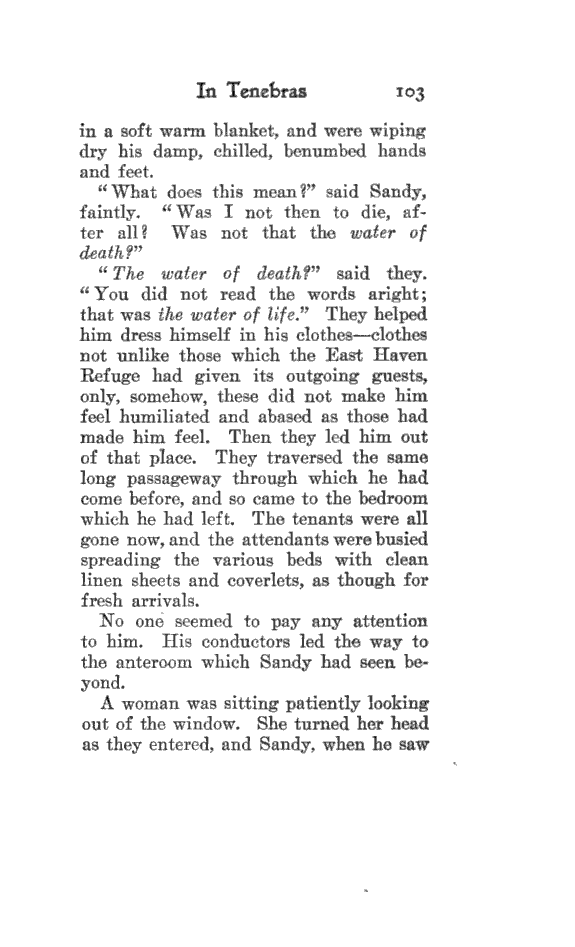 In Tenebras 103
in a soft warm blanket, and were wiping
dry his damp, chilled, benumbed hands
and feet.
"What does this mean?" said Sandy,
faintly. "Was I not then to die, af-
ter all? Was not that the water of
death?"
"The water of death?" said they.
"You did not read the words aright;
that was the water of life." They helped
him dress himself in his clothes—clothes
not unlike those which the East Haven
Refuge had given its outgoing guests,
only, somehow, these did not make him
feel humiliated and abased as those had
made him feel. Then they led him out
of that place. They traversed the same
long passageway through which he had
come before, and so came to the bedroom
which he had left. The tenants were all
gone now, and the attendants were busied
spreading the various beds with clean
linen sheets and coverlets, as though for
fresh arrivals.
No one seemed to pay any attention
to him. His conductors led the way to
the anteroom which Sandy had seen be-
yond.
A woman was sitting patiently looking
out of the window. She turned her head
as they entered, and Sandy, when he saw